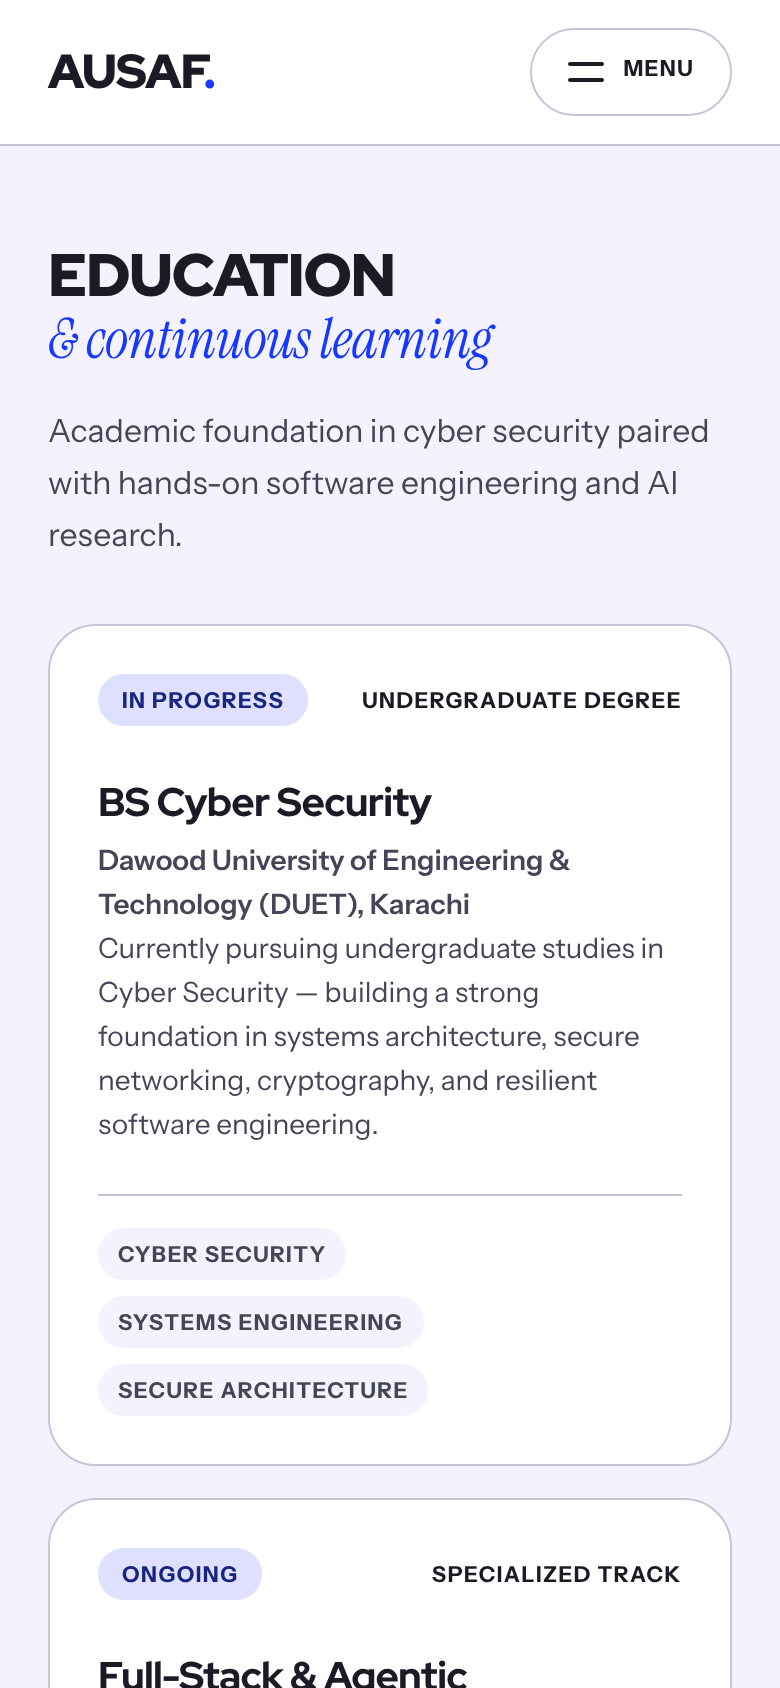 AUSAF.
MENU
EDUCATION
& continuous learning
Academic foundation in cyber security paired
with hands-on software engineering and AI
research.
IN PROGRESS
UNDERGRADUATE DEGREE
BS Cyber Security
Dawood University of Engineering &
Technology (DUET), Karachi
Currently pursuing undergraduate studies in
Cyber Security — building a strong
foundation in systems architecture, secure
networking, cryptography, and resilient
software engineering.
CYBER SECURITY
SYSTEMS ENGINEERING
SECURE ARCHITECTURE
ONGOING
SPECIALIZED TRACK
Full-Stack & Agentic